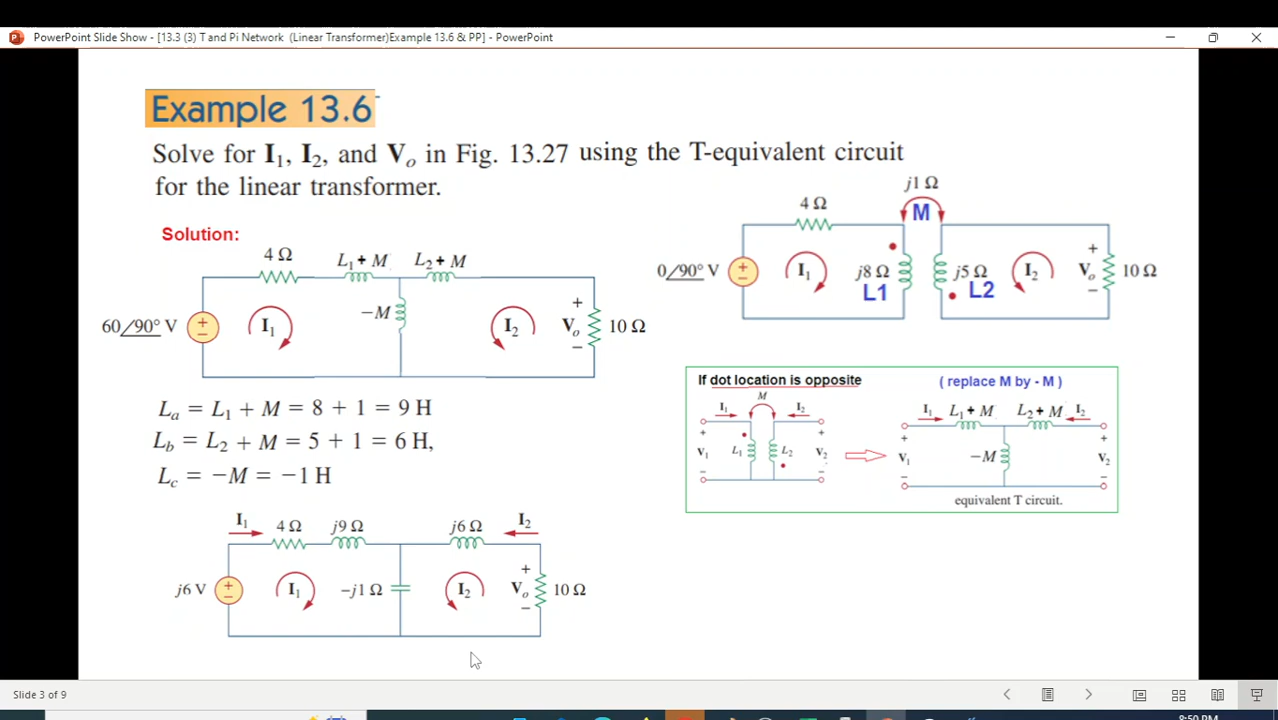 PowerPoint Slide Show - [13.3 (3) T and Pi Network (Linear Transformer)Example 13.6 & PP] - PowerPoint
Example 13.6
Solve for I₁, I₂, and Vₒ in Fig. 13.27 using the T-equivalent circuit
for the linear transformer.
Solution:
4 Ω L₁ + M L₂ + M
−M
60/90° V + − I₁ I₂ + Vₒ − 10 Ω
Lₐ = L₁ + M = 8 + 1 = 9 H
L_b = L₂ + M = 5 + 1 = 6 H,
L_c = −M = −1 H
I₁ 4 Ω j9 Ω j6 Ω I₂
j6 V + − I₁ −j1 Ω I₂ + Vₒ − 10 Ω
j1 Ω
4 Ω M
0/90° V + − I₁ j8 Ω j5 Ω I₂ + Vₒ − 10 Ω
L1 L2
If dot location is opposite ( replace M by - M )
M
I₁ I₂ I₁ L₁ + M L₂ + M I₂
+ V₁ − L₁ L₂ + V₂ − + V₁ − −M + V₂ −
equivalent T circuit.
Slide 3 of 9